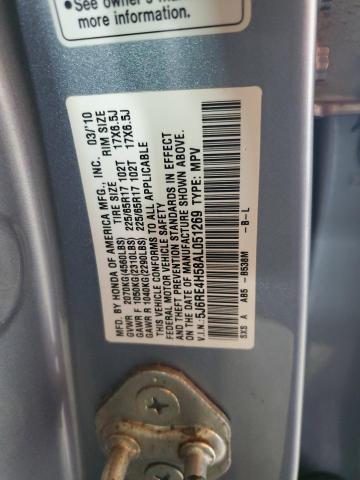 •See owner's ma
more information.
MFD. BY HONDA OF AMERICA MFG., INC. 03/'10
TIRE SIZE RIM SIZE
GVWR 2070KG(4560LBS) 225/65R17 102T 17X6.5J
GAWR F 1050KG(2310LBS) 225/65R17 102T 17X6.5J
GAWR R 1040KG(2290LBS)
THIS VEHICLE CONFORMS TO ALL APPLICABLE
FEDERAL MOTOR VEHICLE SAFETY STANDARDS IN EFFECT
AND THEFT PREVENTION
ON THE DATE OF MANUFACTURE SHOWN ABOVE.
V.I.N.: 5J6RE4H56AL051269 TYPE: MPV
SXS A AB5 -B536M -B-L